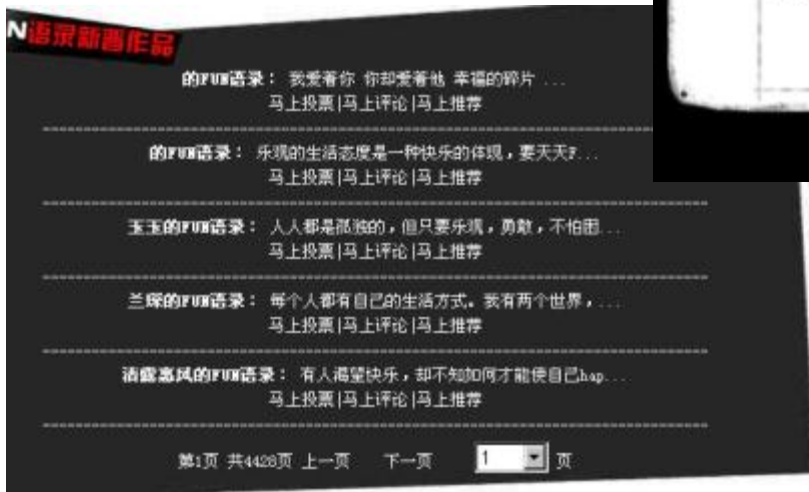 N语录新晋作品
的FUN语录： 我爱着你 你却爱着他 幸福的碎片 ...
马上投票|马上评论|马上推荐
的FUN语录： 乐观的生活态度是一种快乐的体现，要天天F...
马上投票|马上评论|马上推荐
玉玉的FUN语录： 人人都是孤独的，但只要乐观，勇敢，不怕困...
马上投票|马上评论|马上推荐
兰琛的FUN语录： 每个人都有自己的生活方式。我有两个世界，...
马上投票|马上评论|马上推荐
清露惠风的FUN语录： 有人渴望快乐，却不知如何才能使自己hap...
马上投票|马上评论|马上推荐
第1页 共4428页 上一页 下一页 1 页